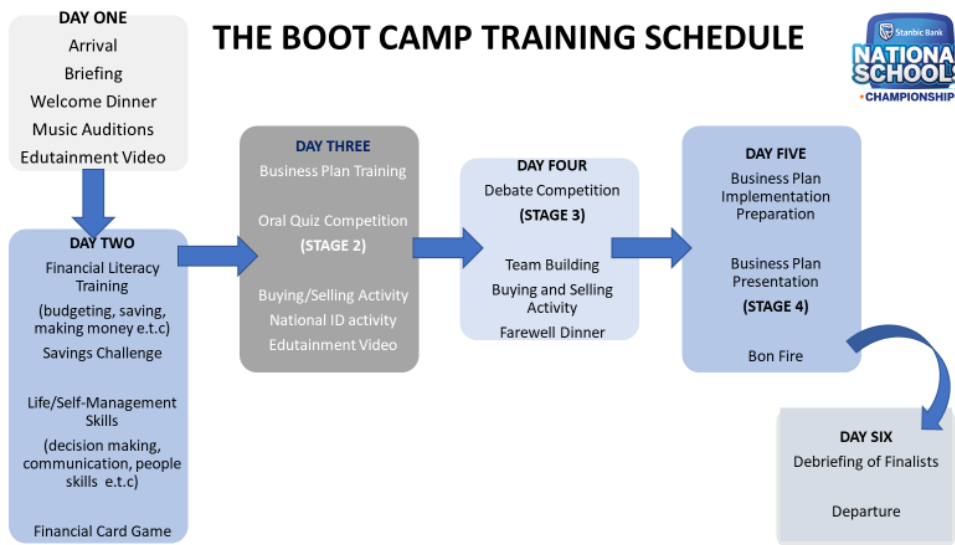 THE BOOT CAMP TRAINING SCHEDULE
Stanbic Bank
NATIONAL
SCHOOLS
CHAMPIONSHIP
DAY ONE
Arrival
Briefing
Welcome Dinner
Music Auditions
Edutainment Video
DAY TWO
Financial Literacy
Training
(budgeting, saving,
making money e.t.c)
Savings Challenge
Life/Self-Management
Skills
(decision making,
communication, people
skills e.t.c)
Financial Card Game
DAY THREE
Business Plan Training
Oral Quiz Competition
(STAGE 2)
Buying/Selling Activity
National ID activity
Edutainment Video
DAY FOUR
Debate Competition
(STAGE 3)
Team Building
Buying and Selling
Activity
Farewell Dinner
DAY FIVE
Business Plan
Implementation
Preparation
Business Plan
Presentation
(STAGE 4)
Bon Fire
DAY SIX
Debriefing of Finalists
Departure